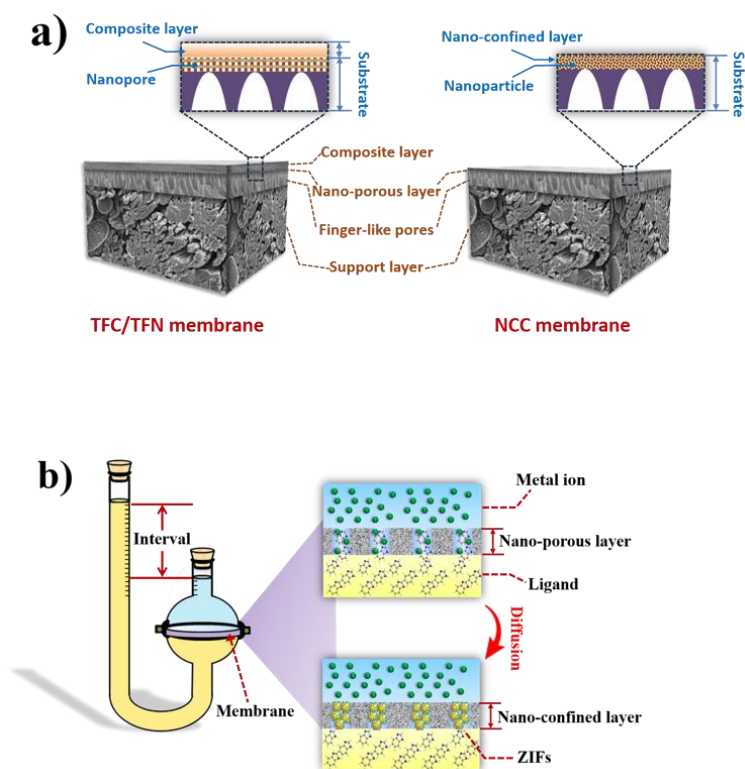 a)
Composite layer
Nanopore
Substrate
Nano-confined layer
Nanoparticle
Substrate
Composite layer
Nano-porous layer
Finger-like pores
Support layer
TFC/TFN membrane
NCC membrane
b)
Interval
Membrane
Metal ion
Nano-porous layer
Ligand
Diffusion
Nano-confined layer
ZIFs